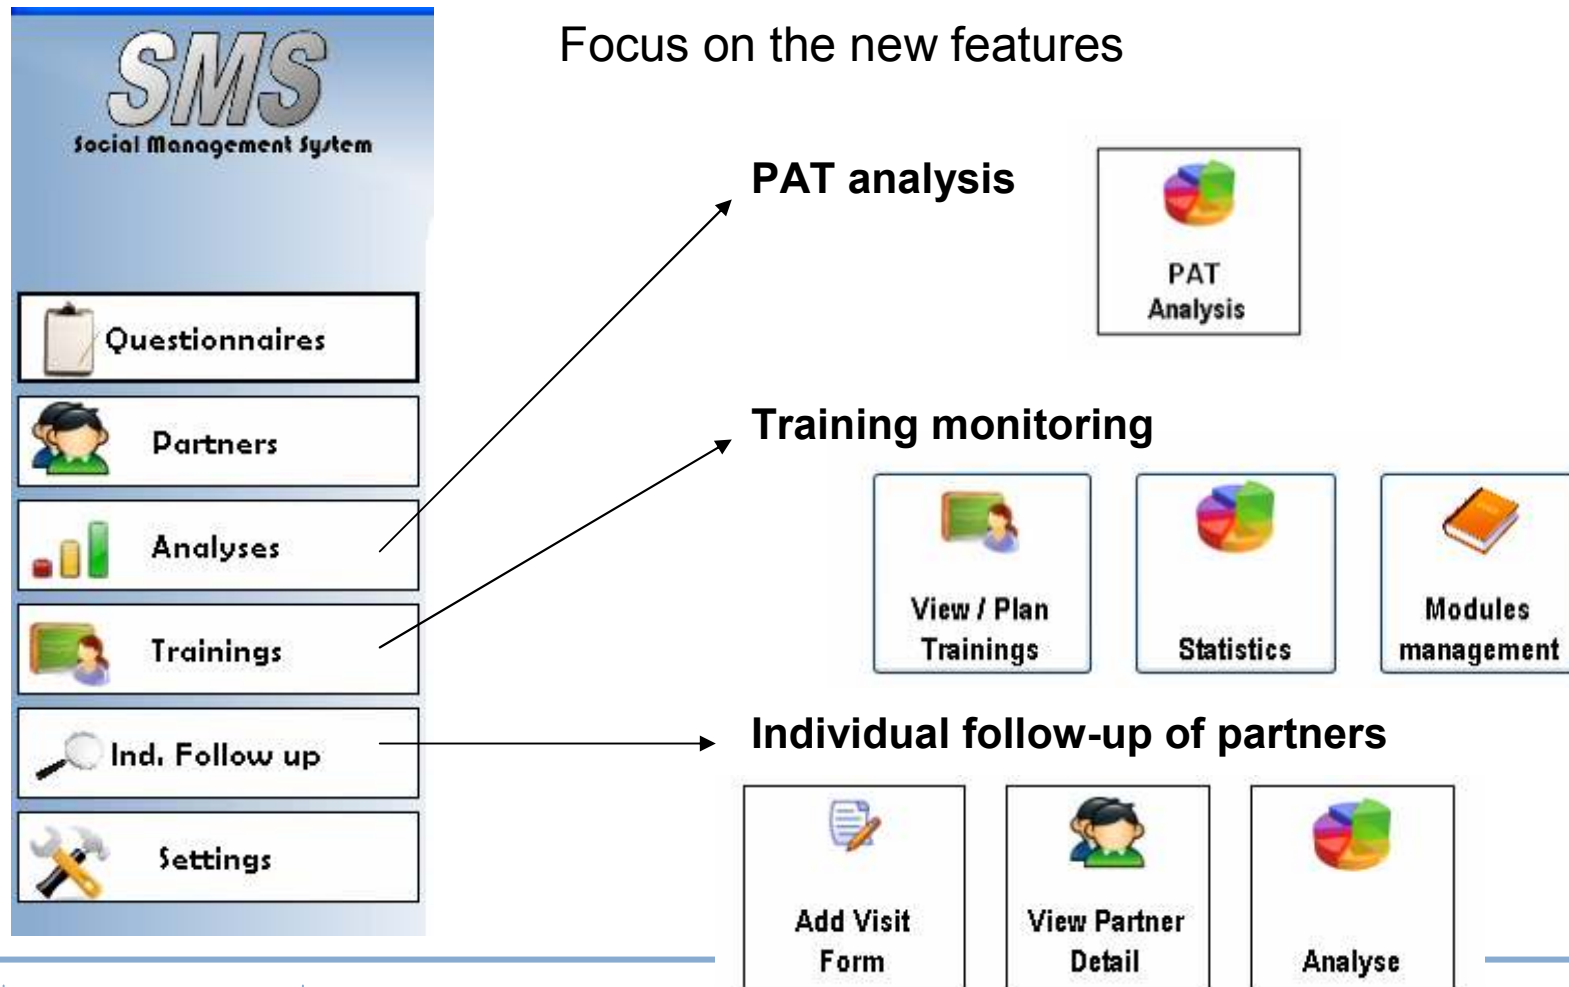 SMS
Social Management System
Questionnaires
Partners
Analyses
Trainings
Ind. Follow up
Settings
Focus on the new features
PAT analysis
PAT
Analysis
Training monitoring
View / Plan
Trainings
Statistics
Modules
management
Individual follow-up of partners
Add Visit
Form
View Partner
Detail
Analyse